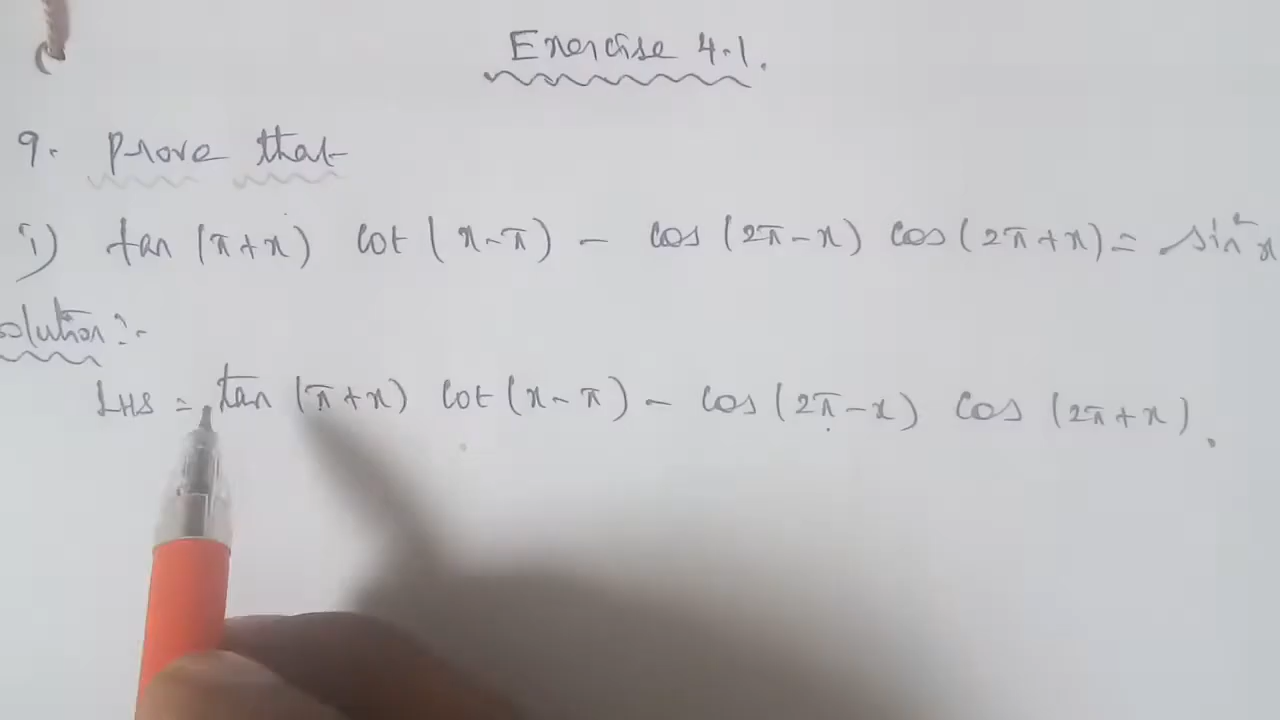 Exercise 4.1.
9. Prove that
i) tan (π+x) cot (x-π) - cos (2π-x) cos (2π+x) = sin²x
solution:-
LHS = tan (π+x) cot (x-π) - cos (2π-x) cos (2π+x).